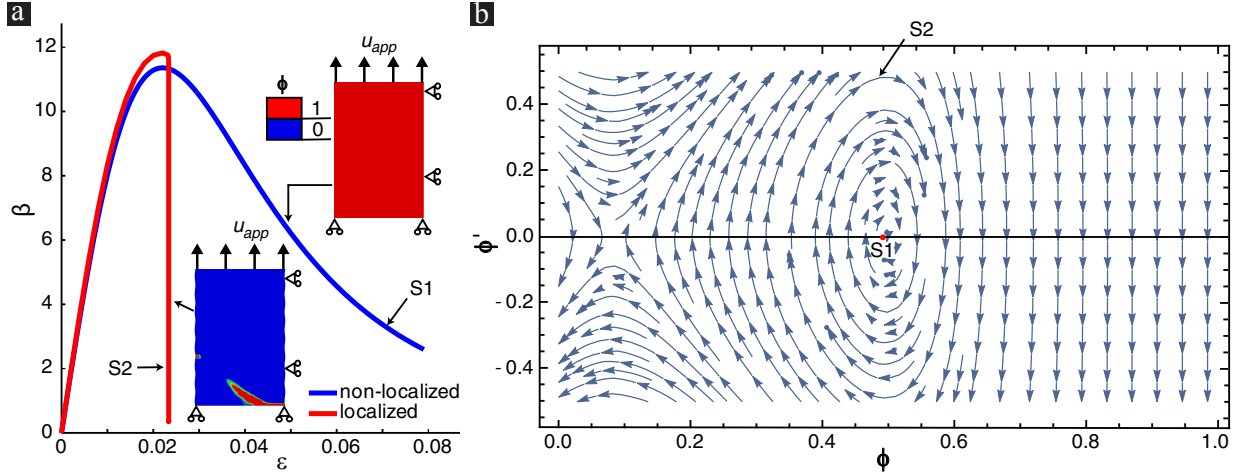 a
12
10
8
6
4
2
0
β
0
0.02
0.04
0.06
0.08
ε
u_app
ϕ
1
0
u_app
S1
S2
non-localized
localized
b
S2
0.4
0.2
0.0
-0.2
-0.4
ϕ'
S1
0.0
0.2
0.4
0.6
0.8
1.0
ϕ